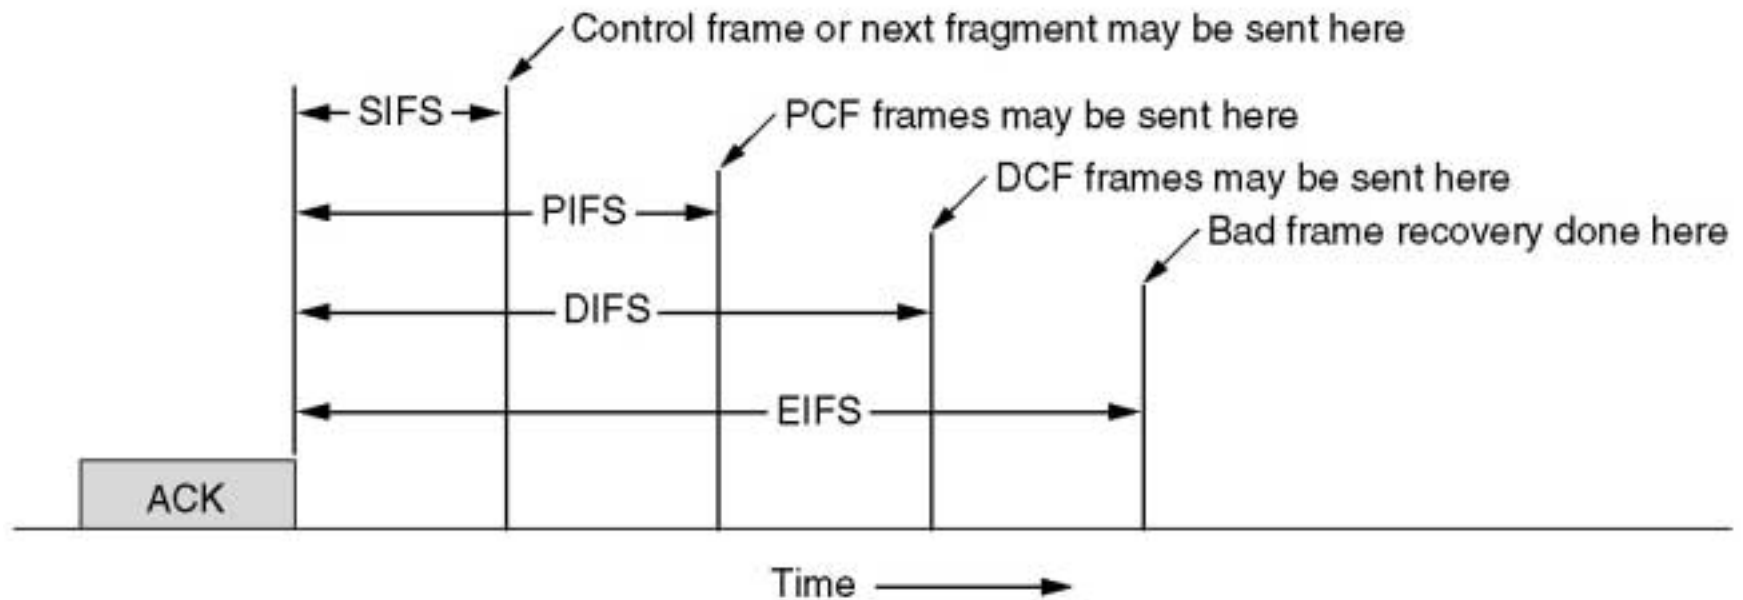 Control frame or next fragment may be sent here
SIFS
PCF frames may be sent here
DCF frames may be sent here
PIFS
Bad frame recovery done here
DIFS
EIFS
ACK
Time